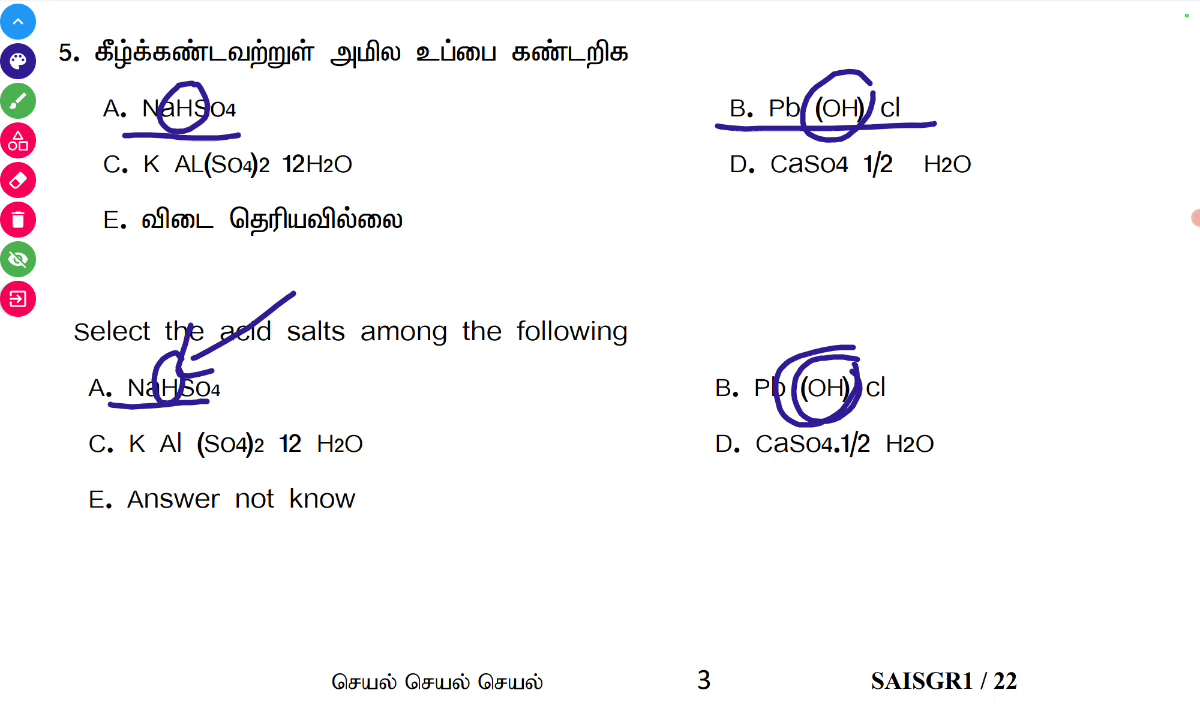 5. கீழ்க்கண்டவற்றுள் அமில உப்பை கண்டறிக
A. NaHSO4 B. Pb (OH) cl
C. K AL(SO4)2 12H2O D. CaSO4 1/2 H2O
E. விடை தெரியவில்லை
Select the acid salts among the following
A. NaHSO4 B. Pb (OH) cl
C. K Al (SO4)2 12 H2O D. CaSO4.1/2 H2O
E. Answer not know
செயல் செயல் செயல் 3 SAISGR1 / 22